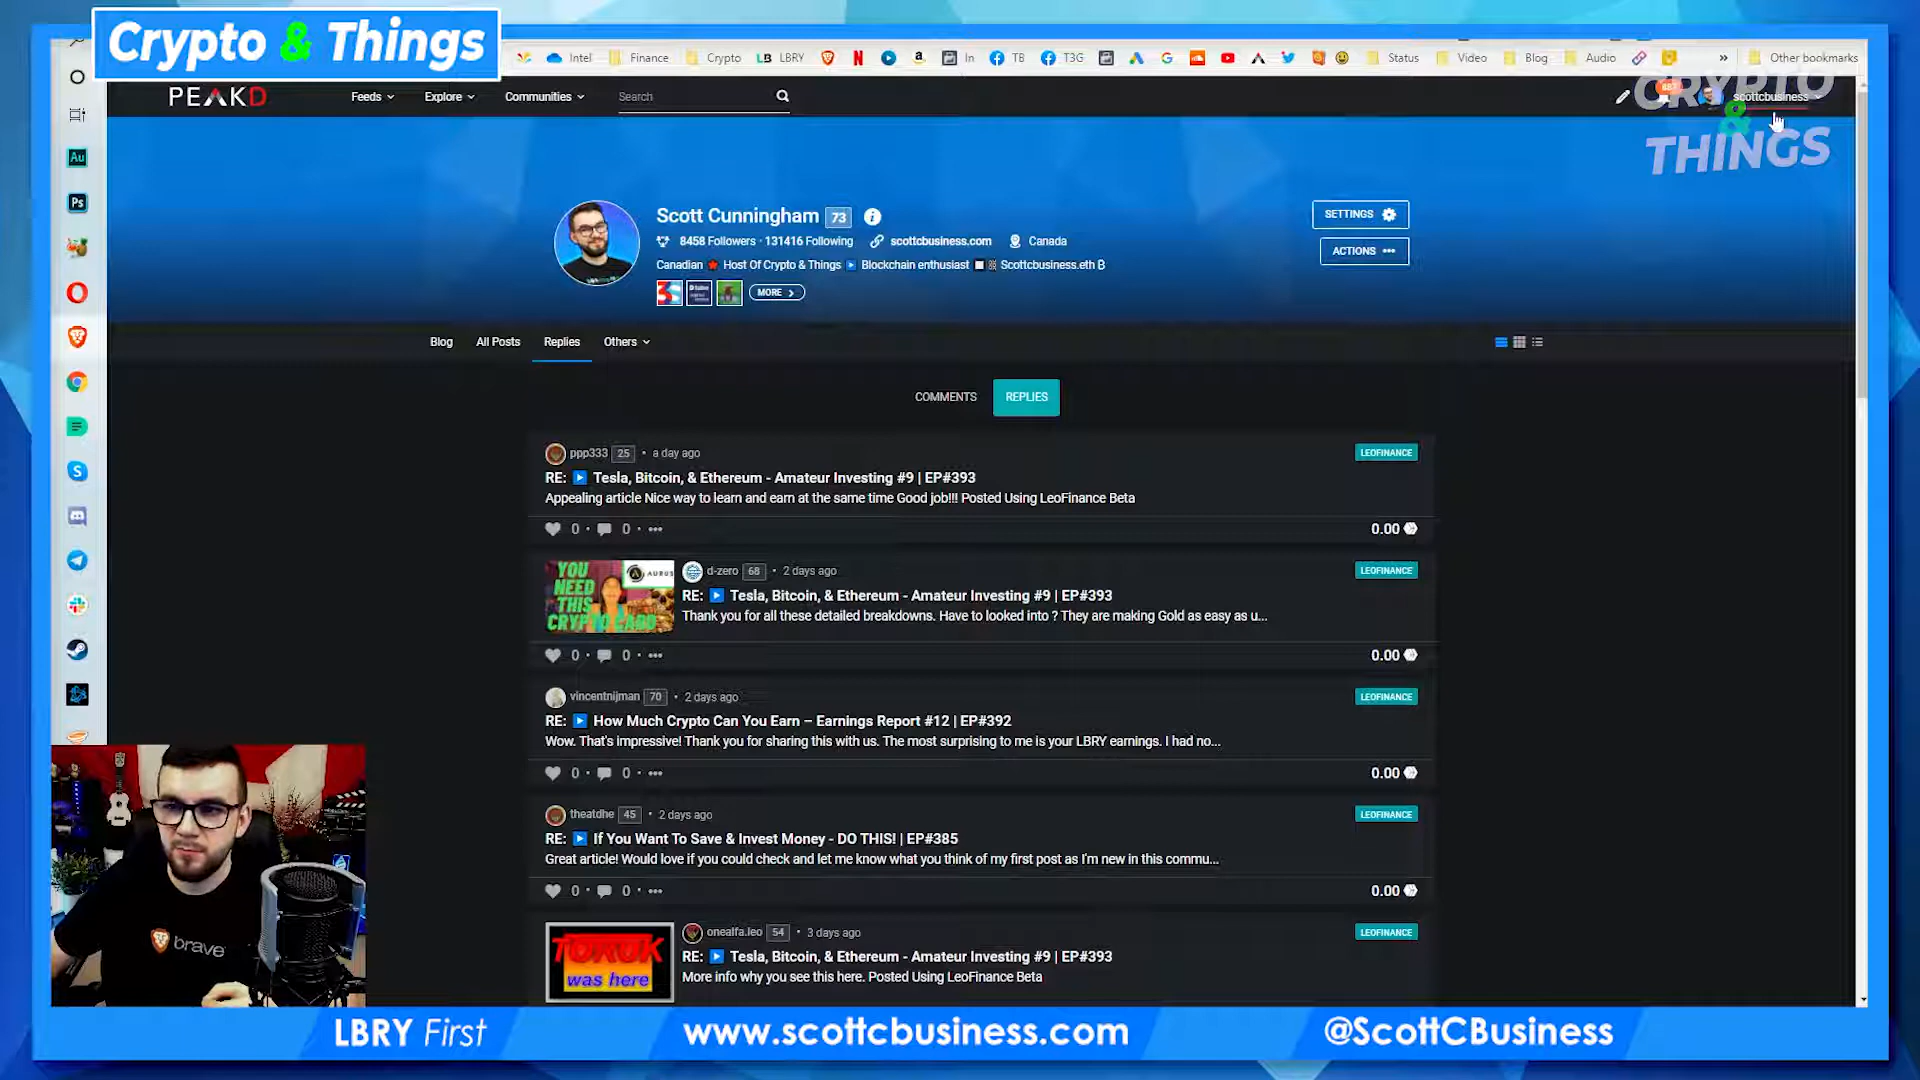 Crypto & Things
Intel
Finance
Crypto
LB LBRY
N
a
In
TB
T3G
G
Status
Video
Blog
Audio
»
Other bookmarks
PEAKD
Feeds
Explore
Communities
Search
scottcbusiness
CRYPTO
&
THINGS
Au
Ps
Scott Cunningham 73
8458 Followers · 131416 Following
scottcbusiness.com
Canada
Canadian Host Of Crypto & Things Blockchain enthusiast Scottcbusiness.eth B
MORE >
SETTINGS
ACTIONS •••
Blog
All Posts
Replies
Others
COMMENTS
REPLIES
ppp333 25 • a day ago
LEOFINANCE
RE: Tesla, Bitcoin, & Ethereum - Amateur Investing #9 | EP#393
Appealing article Nice way to learn and earn at the same time Good job!!! Posted Using LeoFinance Beta
0 · 0 · •••
0.00
YOU
NEED
THIS
CRYPTO CARD
AURUS
d-zero 68 • 2 days ago
LEOFINANCE
RE: Tesla, Bitcoin, & Ethereum - Amateur Investing #9 | EP#393
Thank you for all these detailed breakdowns. Have to looked into ? They are making Gold as easy as u...
0 · 0 · •••
0.00
vincentnijman 70 • 2 days ago
LEOFINANCE
RE: How Much Crypto Can You Earn – Earnings Report #12 | EP#392
Wow. That's impressive! Thank you for sharing this with us. The most surprising to me is your LBRY earnings. I had no...
0 · 0 · •••
0.00
theatdhe 45 • 2 days ago
LEOFINANCE
RE: If You Want To Save & Invest Money - DO THIS! | EP#385
Great article! Would love if you could check and let me know what you think of my first post as I'm new in this commu...
0 · 0 · •••
0.00
TOROK
was here
onealfa.leo 54 • 3 days ago
LEOFINANCE
RE: Tesla, Bitcoin, & Ethereum - Amateur Investing #9 | EP#393
More info why you see this here. Posted Using LeoFinance Beta
brave
LBRY First
www.scottcbusiness.com
@ScottCBusiness